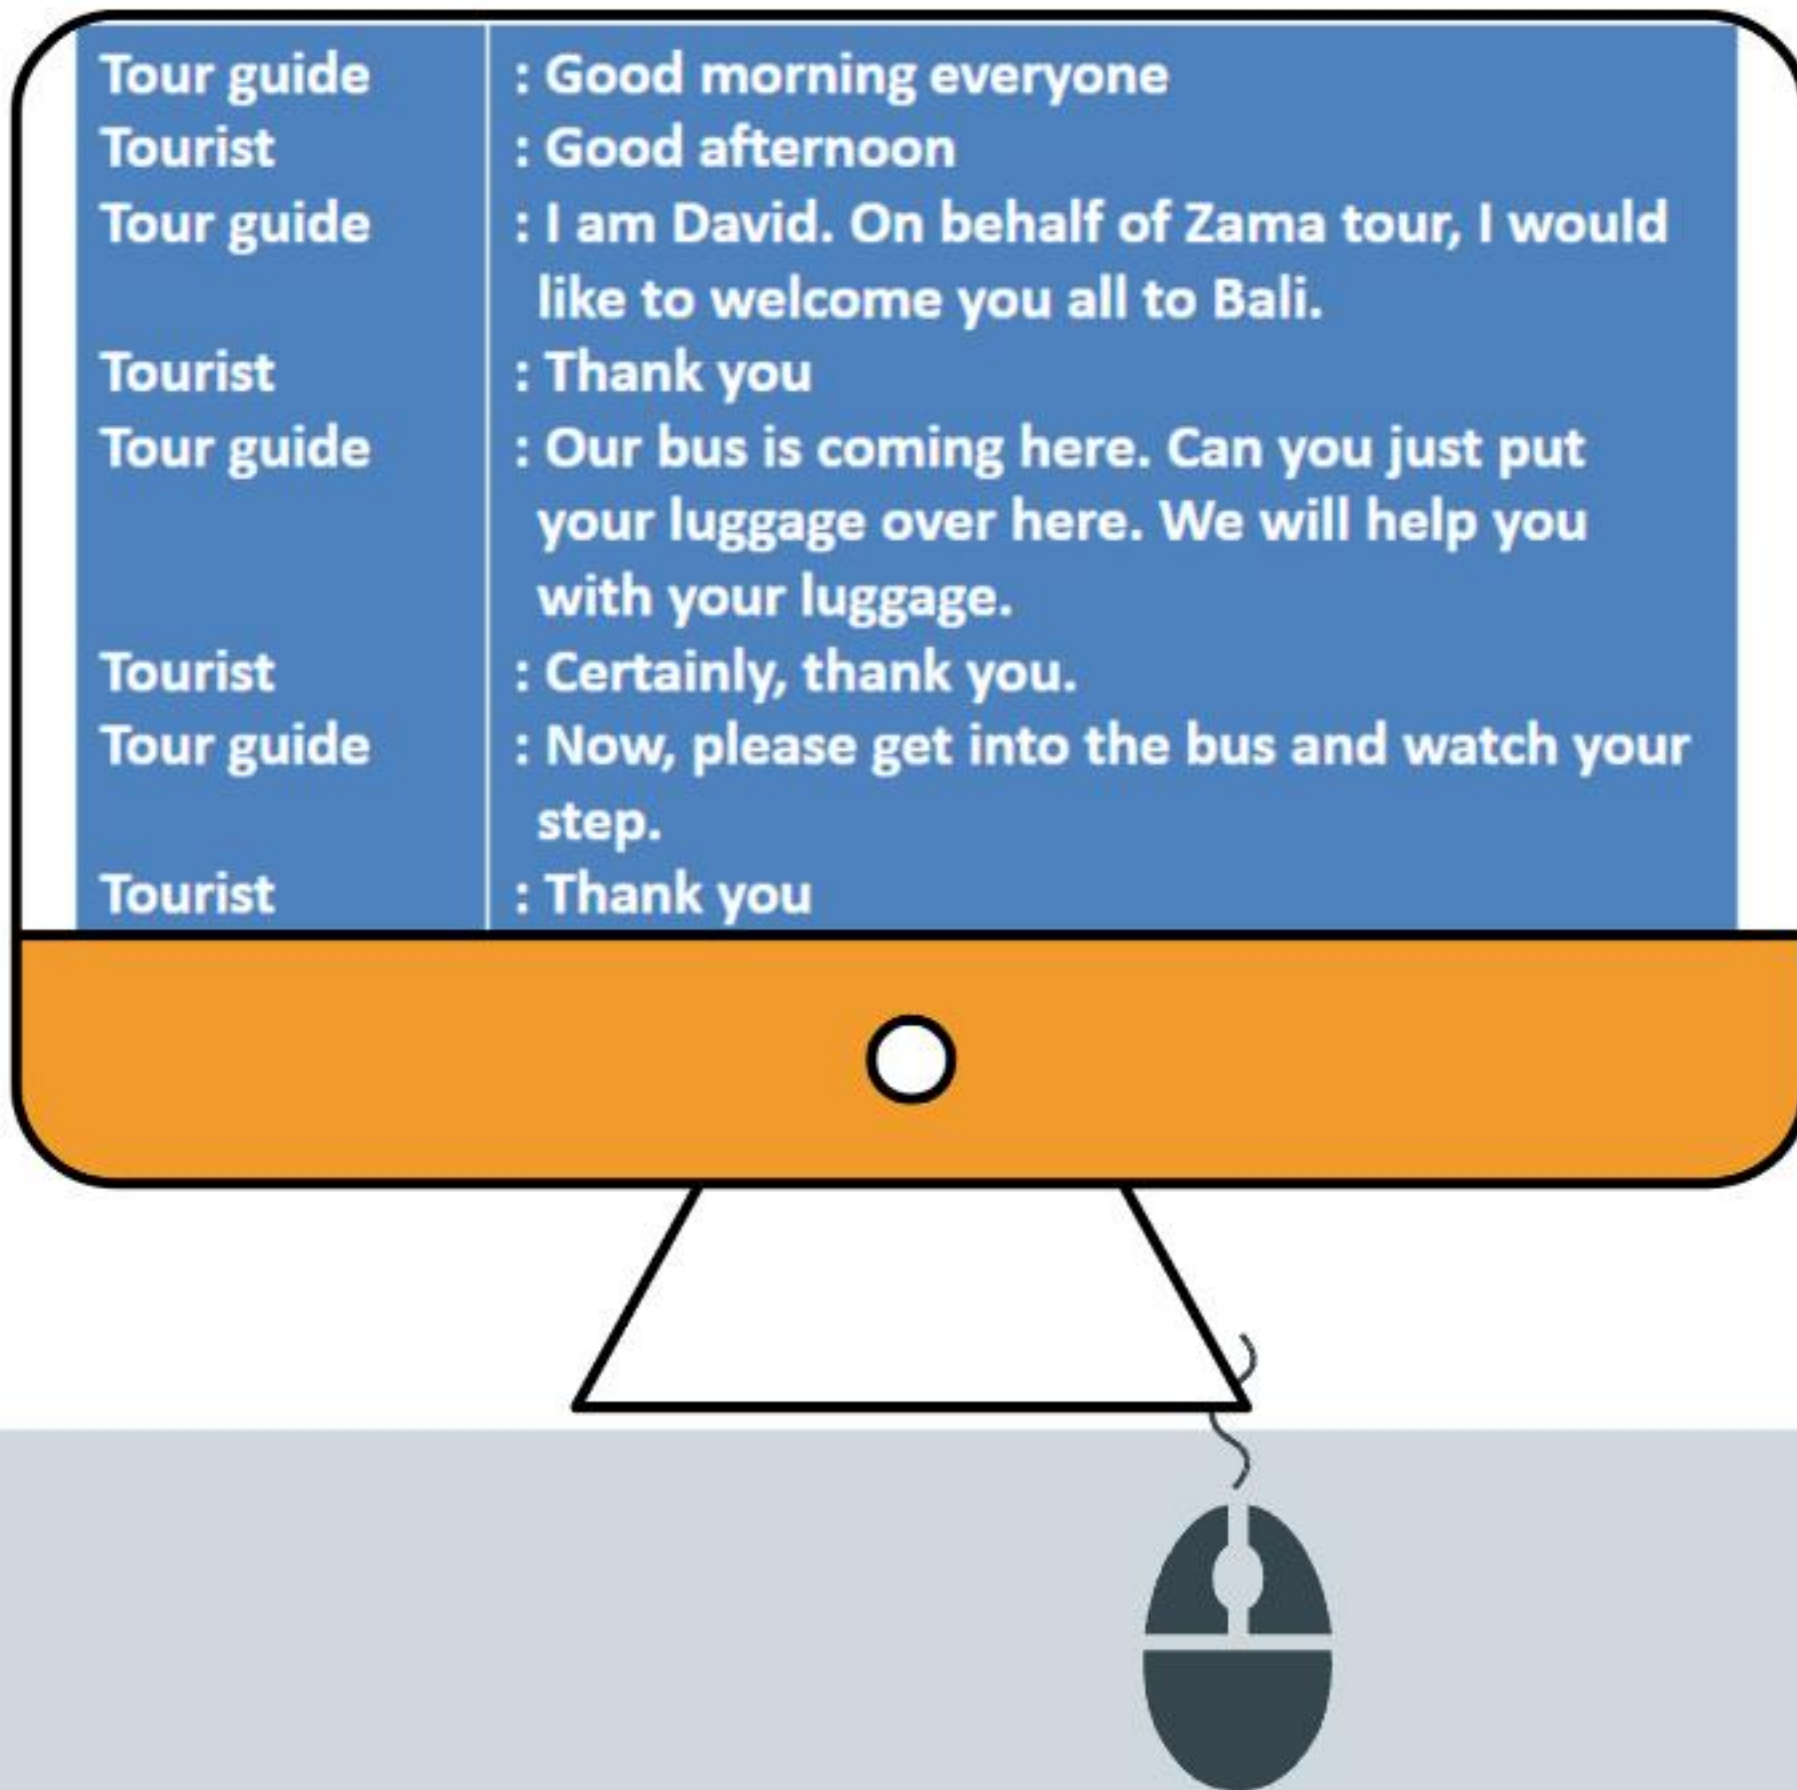 Tour guide : Good morning everyone
Tourist : Good afternoon
Tour guide : I am David. On behalf of Zama tour, I would
like to welcome you all to Bali.
Tourist : Thank you
Tour guide : Our bus is coming here. Can you just put
your luggage over here. We will help you
with your luggage.
Tourist : Certainly, thank you.
Tour guide : Now, please get into the bus and watch your
step.
Tourist : Thank you